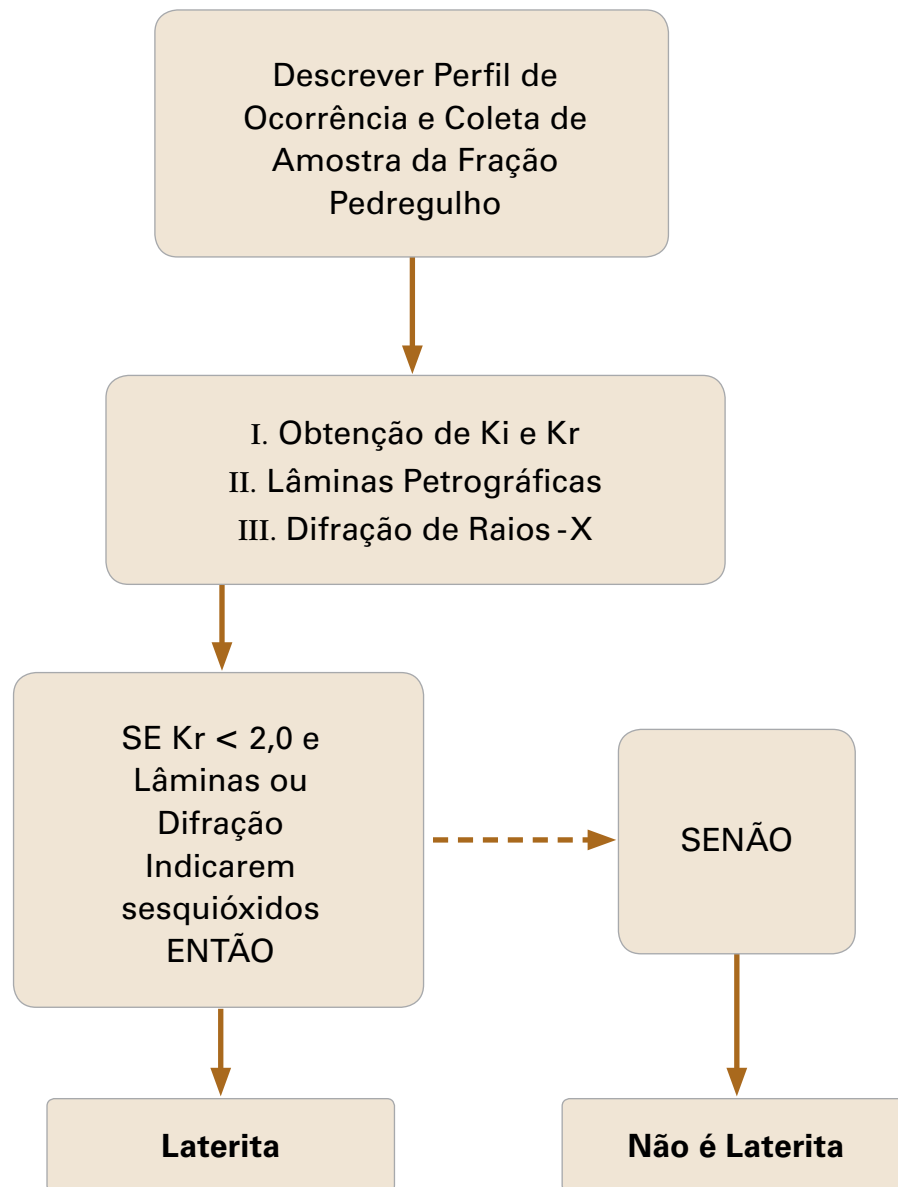 Descrever Perfil de
Ocorrência e Coleta de
Amostra da Fração
Pedregulho
I. Obtenção de Ki e Kr
II. Lâminas Petrográficas
III. Difração de Raios-X
SE Kr < 2,0 e
Lâminas ou
Difração
Indicarem
sesquióxidos
ENTÃO
SENÃO
Laterita
Não é Laterita